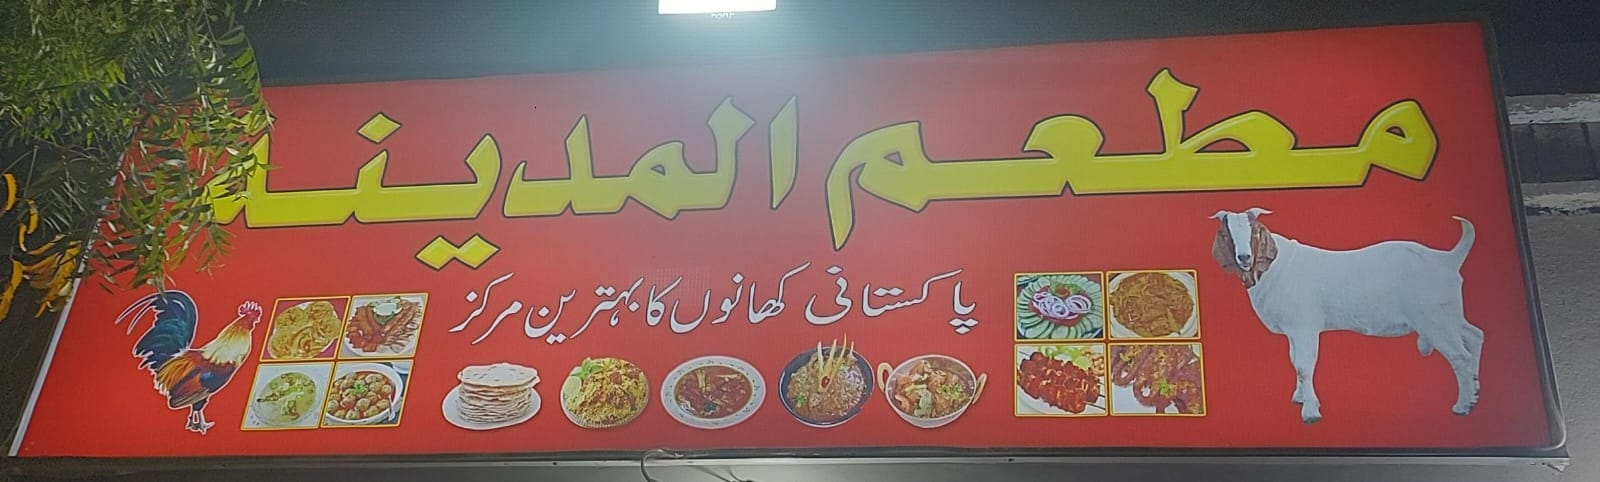 مطعم المدينه
پاکستانی کھانوں کا بہترین مرکز